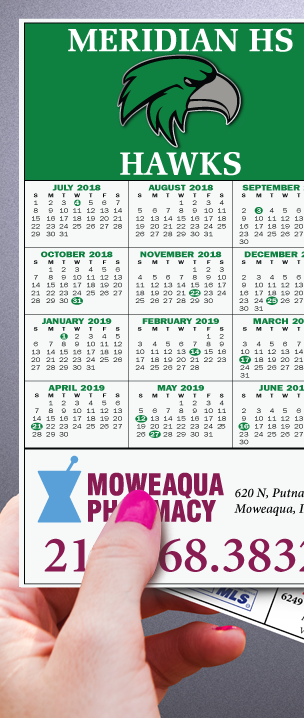 MERIDIAN HS
HAWKS
JULY 2018
S M T W T F S
1 2 3 4 5 6 7
8 9 10 11 12 13 14
15 16 17 18 19 20 21
22 23 24 25 26 27 28
29 30 31
AUGUST 2018
S M T W T F S
1 2 3 4
5 6 7 8 9 10 11
12 13 14 15 16 17 18
19 20 21 22 23 24 25
26 27 28 29 30 31
SEPTEMBER
S M T W T
2 3 4 5 6
9 10 11 12 13
16 17 18 19 20
23 24 25 26 27
30
OCTOBER 2018
S M T W T F S
1 2 3 4 5 6
7 8 9 10 11 12 13
14 15 16 17 18 19 20
21 22 23 24 25 26 27
28 29 30 31
NOVEMBER 2018
S M T W T F S
1 2 3
4 5 6 7 8 9 10
11 12 13 14 15 16 17
18 19 20 21 22 23 24
25 26 27 28 29 30
DECEMBER 2
S M T W T
2 3 4 5 6
9 10 11 12 13
16 17 18 19 20
23 24 25 26 27
30 31
JANUARY 2019
S M T W T F S
1 2 3 4 5
6 7 8 9 10 11 12
13 14 15 16 17 18 19
20 21 22 23 24 25 26
27 28 29 30 31
FEBRUARY 2019
S M T W T F S
1 2
3 4 5 6 7 8 9
10 11 12 13 14 15 16
17 18 19 20 21 22 23
24 25 26 27 28
MARCH 20
S M T W T
3 4 5 6 7
10 11 12 13 14
17 18 19 20 21
24 25 26 27 28
31
APRIL 2019
S M T W T F S
1 2 3 4 5 6
7 8 9 10 11 12 13
14 15 16 17 18 19 20
21 22 23 24 25 26 27
28 29 30
MAY 2019
S M T W T F S
1 2 3 4
5 6 7 8 9 10 11
12 13 14 15 16 17 18
19 20 21 22 23 24 25
26 27 28 29 30 31
JUNE 201
S M T W T
2 3 4 5 6
9 10 11 12 13
16 17 18 19 20
23 24 25 26 27
30
MOWEAQUA
PHARMACY
620 N, Putna
Moweaqua, I
21 68.3832
MLS
6249